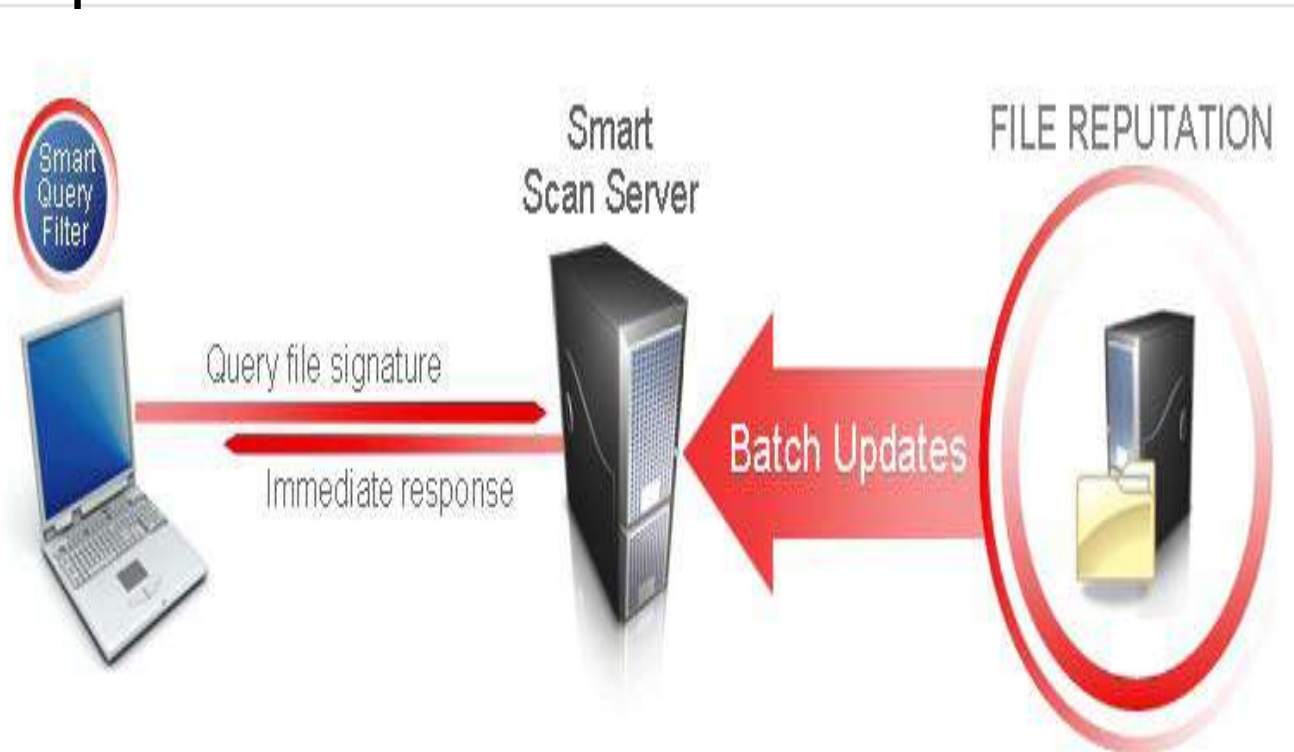 Smart
Query
Filter
Smart
Scan Server
FILE REPUTATION
Query file signature
Immediate response
Batch Updates